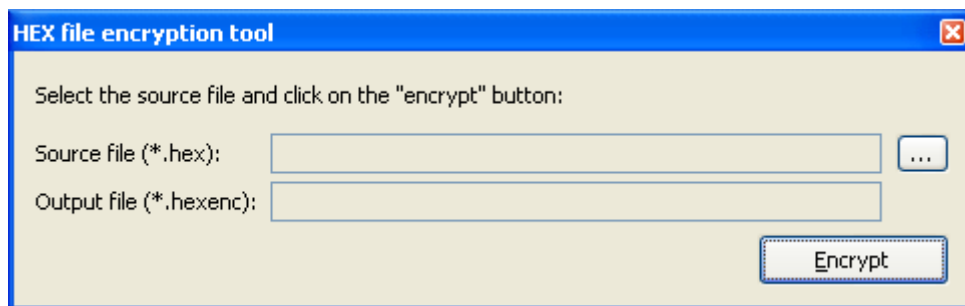 HEX file encryption tool
Select the source file and click on the "encrypt" button:
Source file (*.hex):
...
Output file (*.hexenc):
Encrypt